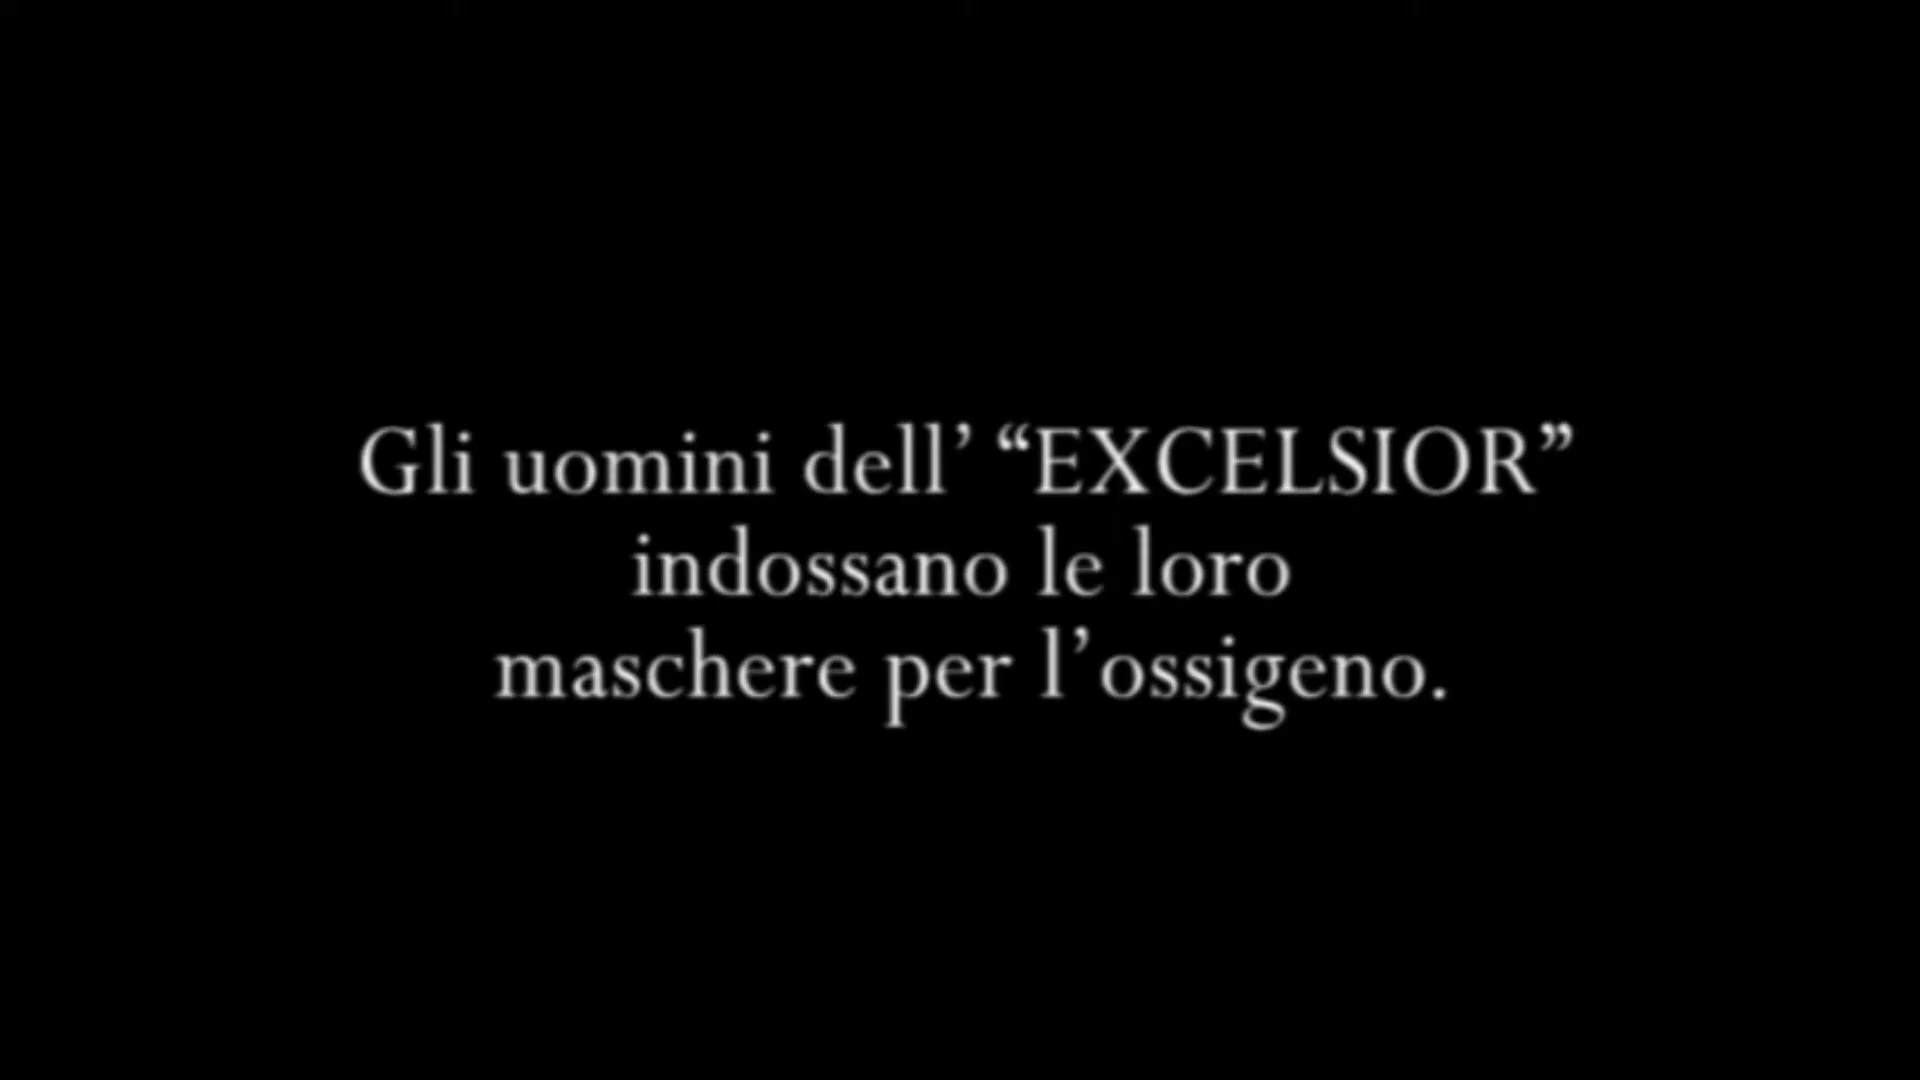 Gli uomini dell’ “EXCELSIOR”
indossano le loro
maschere per l’ossigeno.